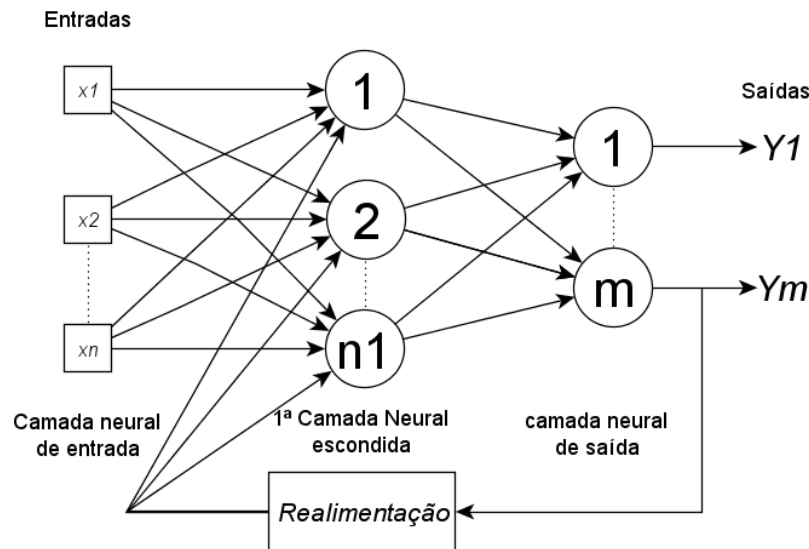 Entradas
x1
x2
xn
1
2
n1
1
m
Saídas
Y1
Ym
Camada neural
de entrada
1ª Camada Neural
escondida
camada neural
de saída
Realimentação